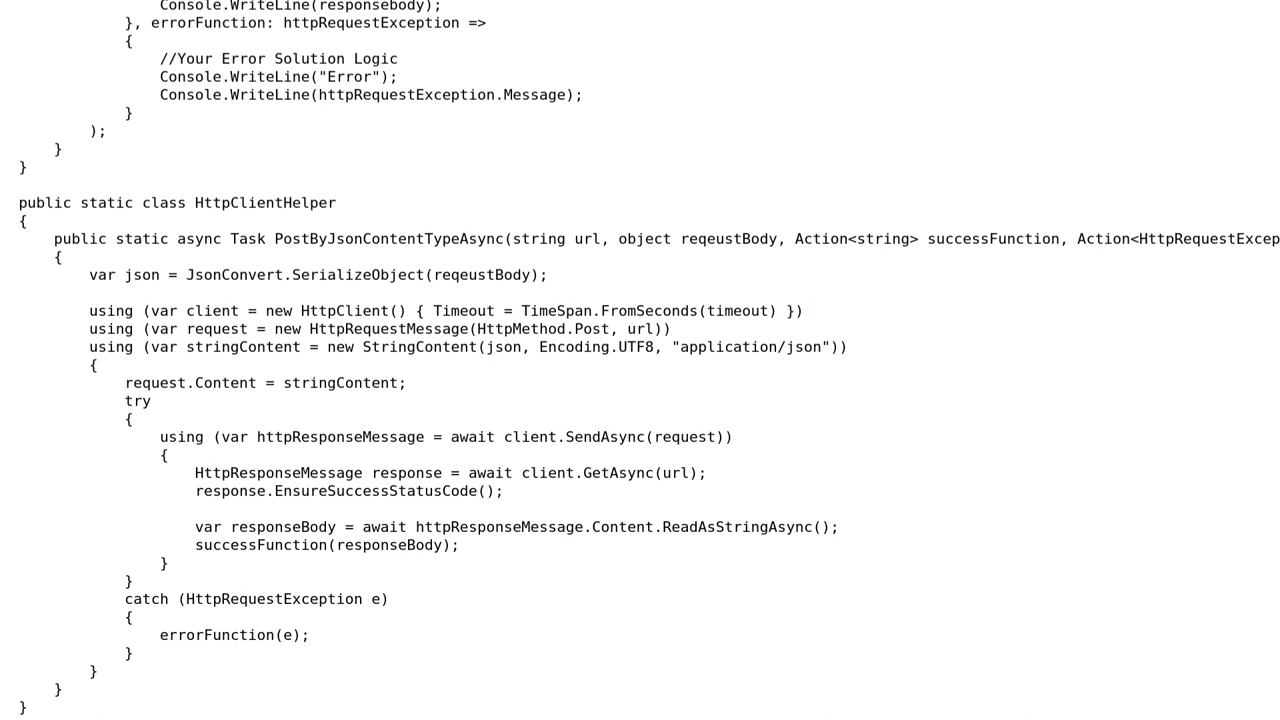 Console.WriteLine(responsebody);
}, errorFunction: httpRequestException =>
{
//Your Error Solution Logic
Console.WriteLine("Error");
Console.WriteLine(httpRequestException.Message);
}
);
}
}
public static class HttpClientHelper
{
public static async Task PostByJsonContentTypeAsync(string url, object reqeustBody, Action<string> successFunction, Action<HttpRequestExcep
{
var json = JsonConvert.SerializeObject(reqeustBody);
using (var client = new HttpClient() { Timeout = TimeSpan.FromSeconds(timeout) })
using (var request = new HttpRequestMessage(HttpMethod.Post, url))
using (var stringContent = new StringContent(json, Encoding.UTF8, "application/json"))
{
request.Content = stringContent;
try
{
using (var httpResponseMessage = await client.SendAsync(request))
{
HttpResponseMessage response = await client.GetAsync(url);
response.EnsureSuccessStatusCode();
var responseBody = await httpResponseMessage.Content.ReadAsStringAsync();
successFunction(responseBody);
}
}
catch (HttpRequestException e)
{
errorFunction(e);
}
}
}
}